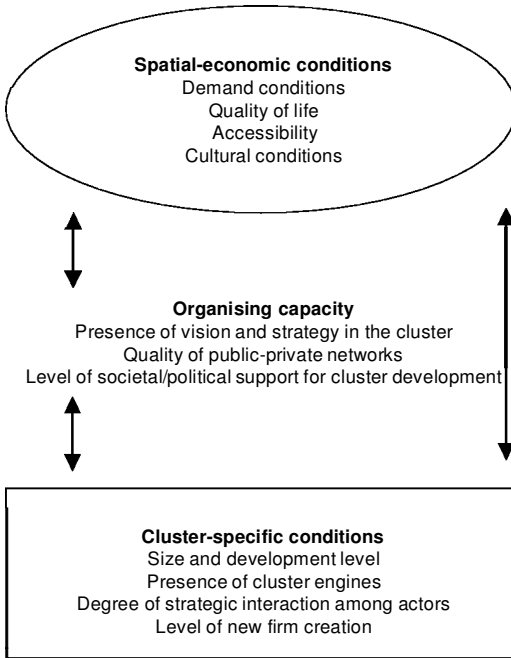 Spatial-economic conditions
Demand conditions
Quality of life
Accessibility
Cultural conditions
Organising capacity
Presence of vision and strategy in the cluster
Quality of public-private networks
Level of societal/political support for cluster development
Cluster-specific conditions
Size and development level
Presence of cluster engines
Degree of strategic interaction among actors
Level of new firm creation